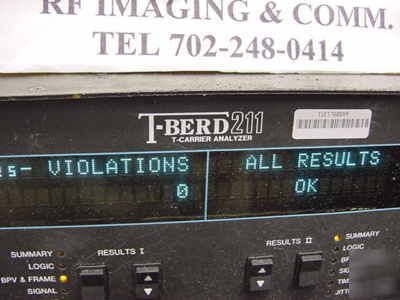 RF IMAGING & COMM.
TEL 702-248-0414
T-BERD 211
T-CARRIER ANALYZER
VIOLATIONS
ALL RESULTS
0
OK
SUMMARY
LOGIC
BPV & FRAME
SIGNAL
RESULTS I
RESULTS II
SUMMARY
LOGIC